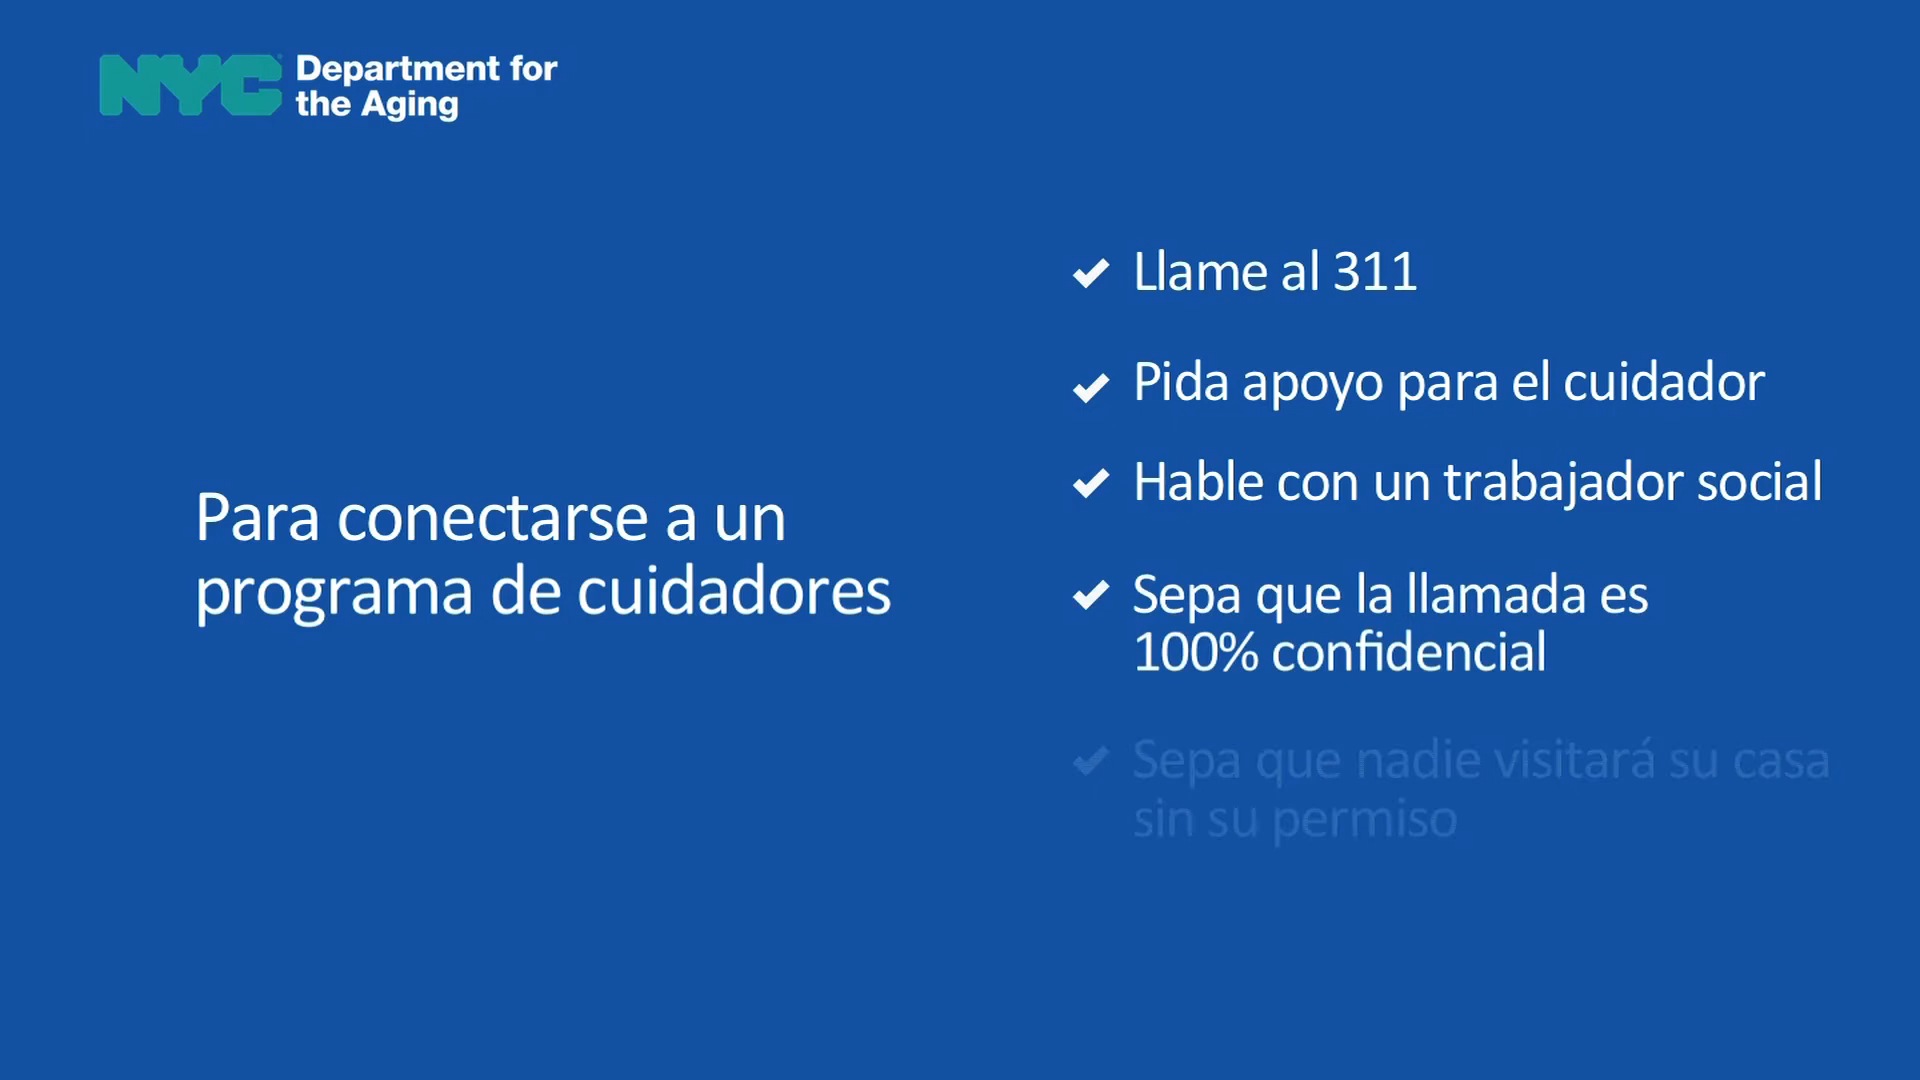 NYC Department for
the Aging
Para conectarse a un
programa de cuidadores
Llame al 311
Pida apoyo para el cuidador
Hable con un trabajador social
Sepa que la llamada es
100% confidencial
Sepa que nadie visitará su casa
sin su permiso